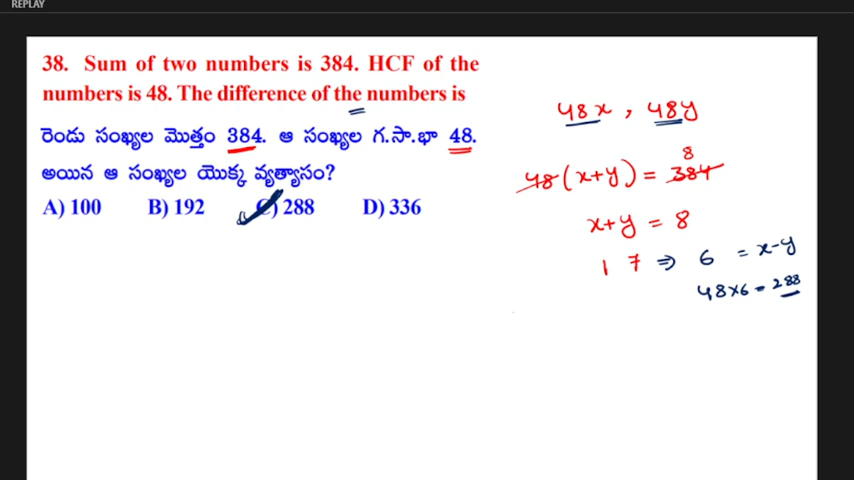 REPLAY
38. Sum of two numbers is 384. HCF of the
numbers is 48. The difference of the numbers is
రెండు సంఖ్యల మొత్తం 384. ఆ సంఖ్యల గ.సా.భా 48.
అయిన ఆ సంఖ్యల యొక్క వ్యత్యాసం?
A) 100 B) 192 C) 288 D) 336
48x , 48y
8
48 (x+y) = 384
x+y = 8
1 7 ⇒ 6 = x-y
48×6 = 288